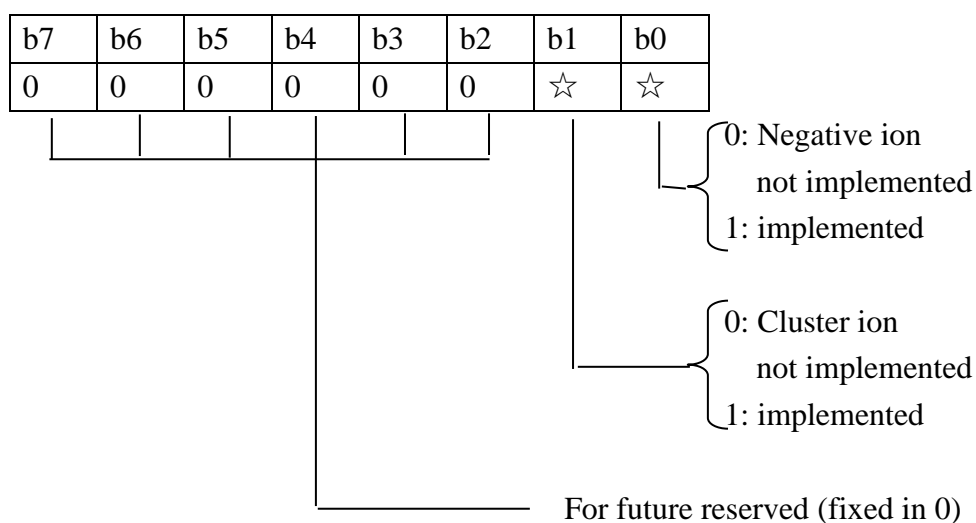 b7 b6 b5 b4 b3 b2 b1 b0
0 0 0 0 0 0 ☆ ☆
0: Negative ion
not implemented
1: implemented
0: Cluster ion
not implemented
1: implemented
For future reserved (fixed in 0)